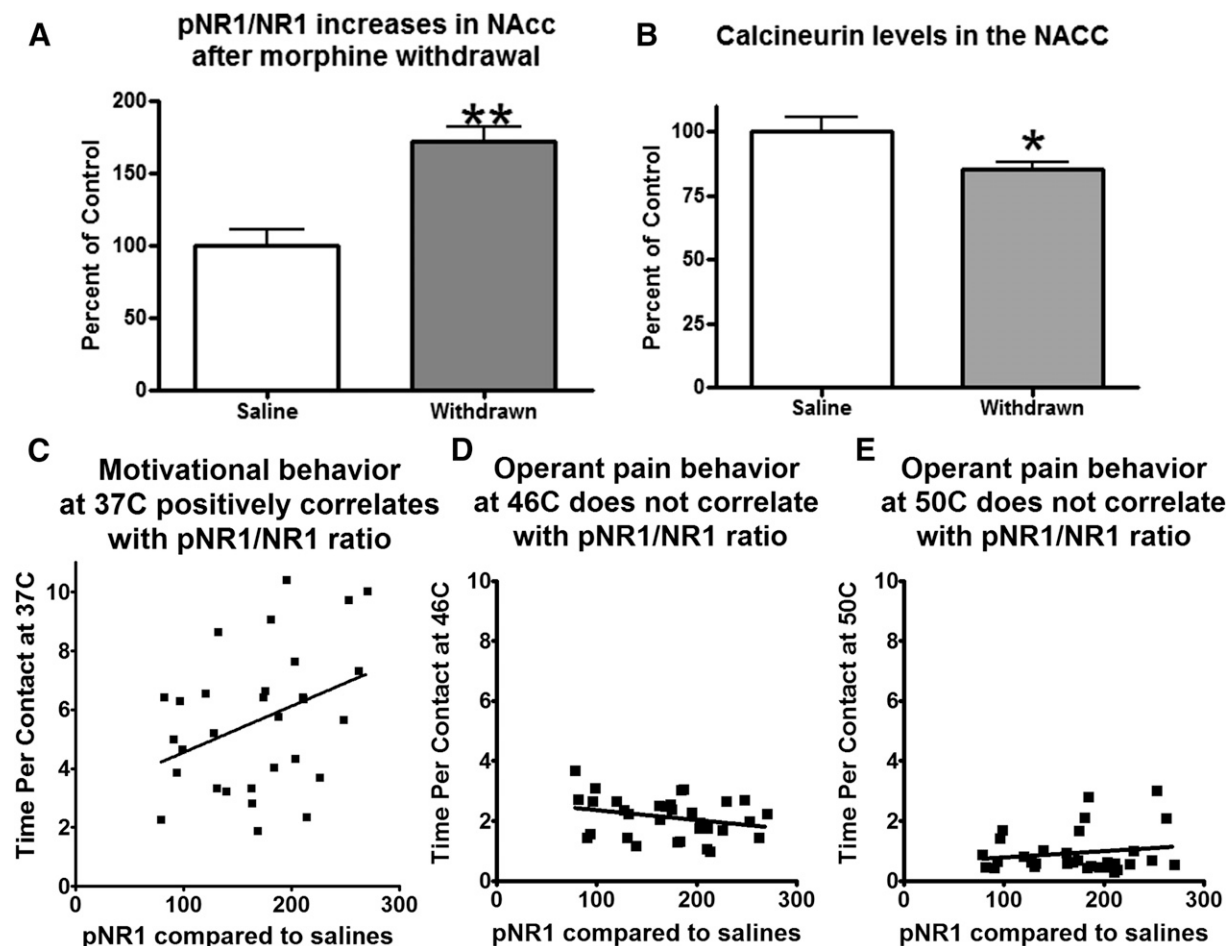 A
pNR1/NR1 increases in NAcc
after morphine withdrawal
Percent of Control
200
150
100
50
0
**
Saline
Withdrawn
B
Calcineurin levels in the NACC
Percent of Control
100
75
50
25
0
*
Saline
Withdrawn
C
Motivational behavior
at 37C positively correlates
with pNR1/NR1 ratio
Time Per Contact at 37C
10
8
6
4
2
0
0
100
200
300
pNR1 compared to salines
D
Operant pain behavior
at 46C does not correlate
with pNR1/NR1 ratio
Time Per Contact at 46C
10
8
6
4
2
0
0
100
200
300
pNR1 compared to salines
E
Operant pain behavior
at 50C does not correlate
with pNR1/NR1 ratio
Time Per Contact at 50C
10
8
6
4
2
0
0
100
200
300
pNR1 compared to salines